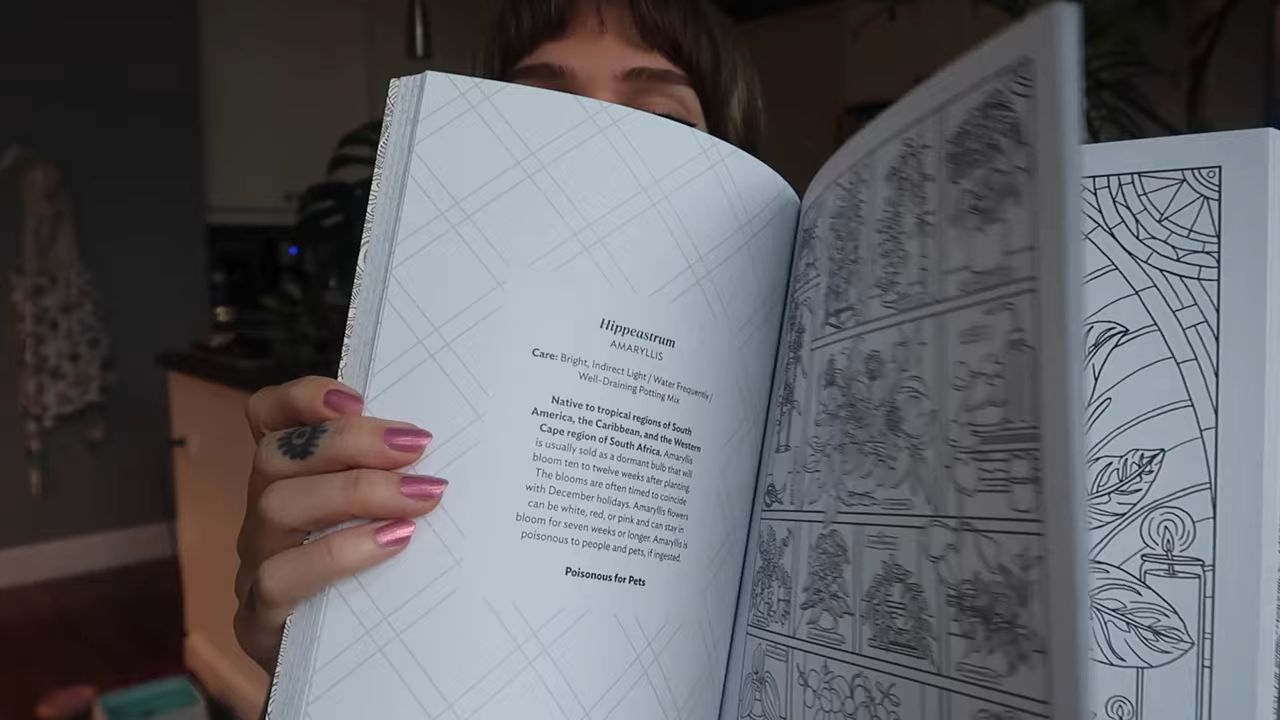 Hippeastrum
AMARYLLIS
Care: Bright, Indirect Light / Water Frequently /
Well-Draining Potting Mix
Native to tropical regions of South
America, the Caribbean, and the Western
Cape region of South Africa. Amaryllis
is usually sold as a dormant bulb that will
bloom ten to twelve weeks after planting.
The blooms are often timed to coincide
with December holidays. Amaryllis flowers
can be white, red, or pink and can stay in
bloom for seven weeks or longer. Amaryllis is
poisonous to people and pets, if ingested.
Poisonous for Pets